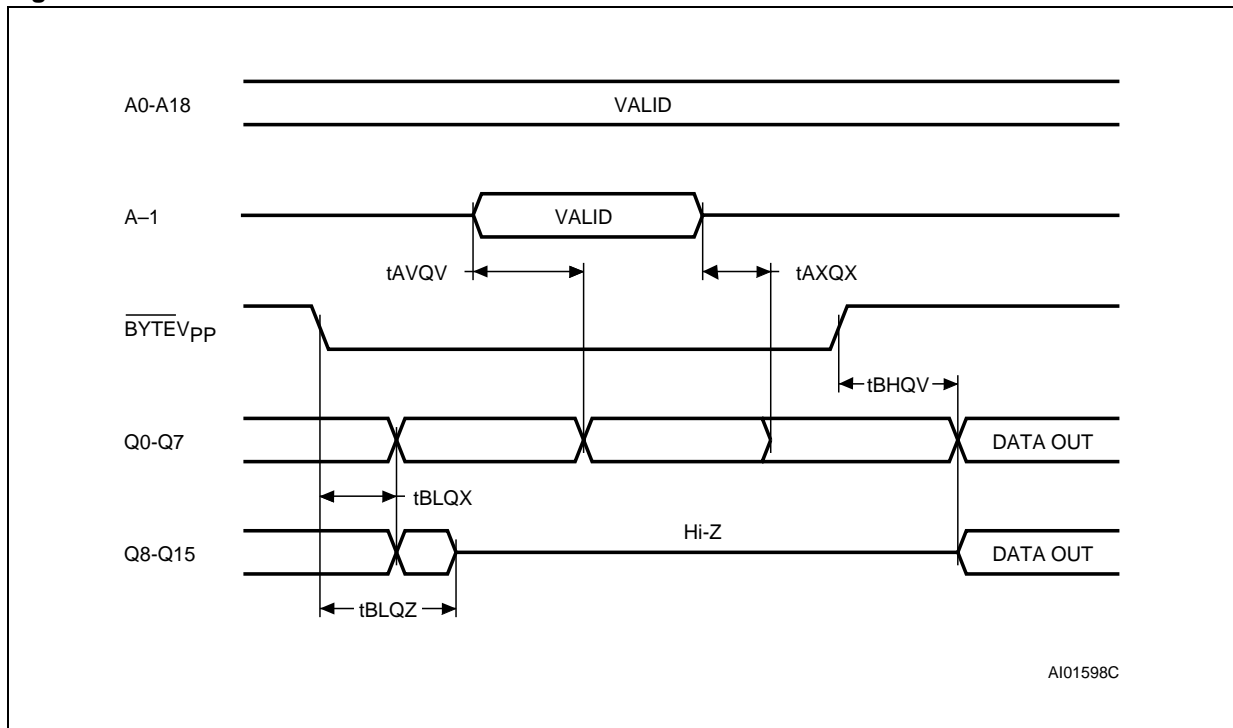 A0-A18
VALID
A–1
VALID
tAVQV
tAXQX
BYTEVPP
tBHQV
Q0-Q7
DATA OUT
tBLQX
Hi-Z
Q8-Q15
DATA OUT
tBLQZ
AI01598C